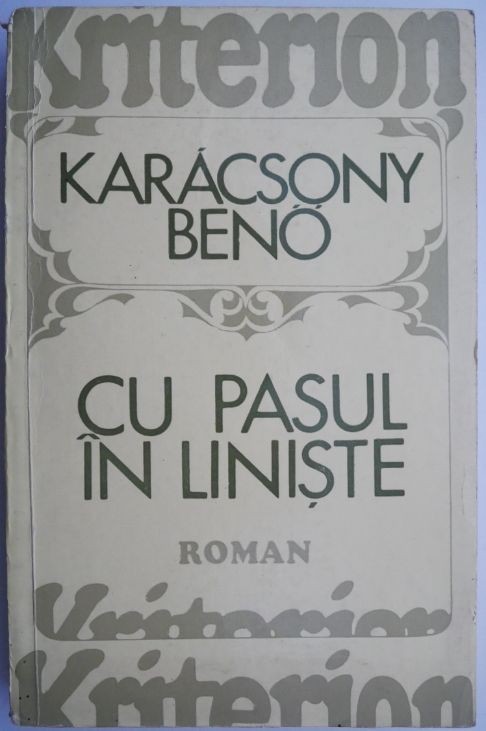 Kriterion
KARÁCSONY
BENŐ
CU PASUL
ÎN LINIȘTE
ROMAN
Kriterion
Kriterion